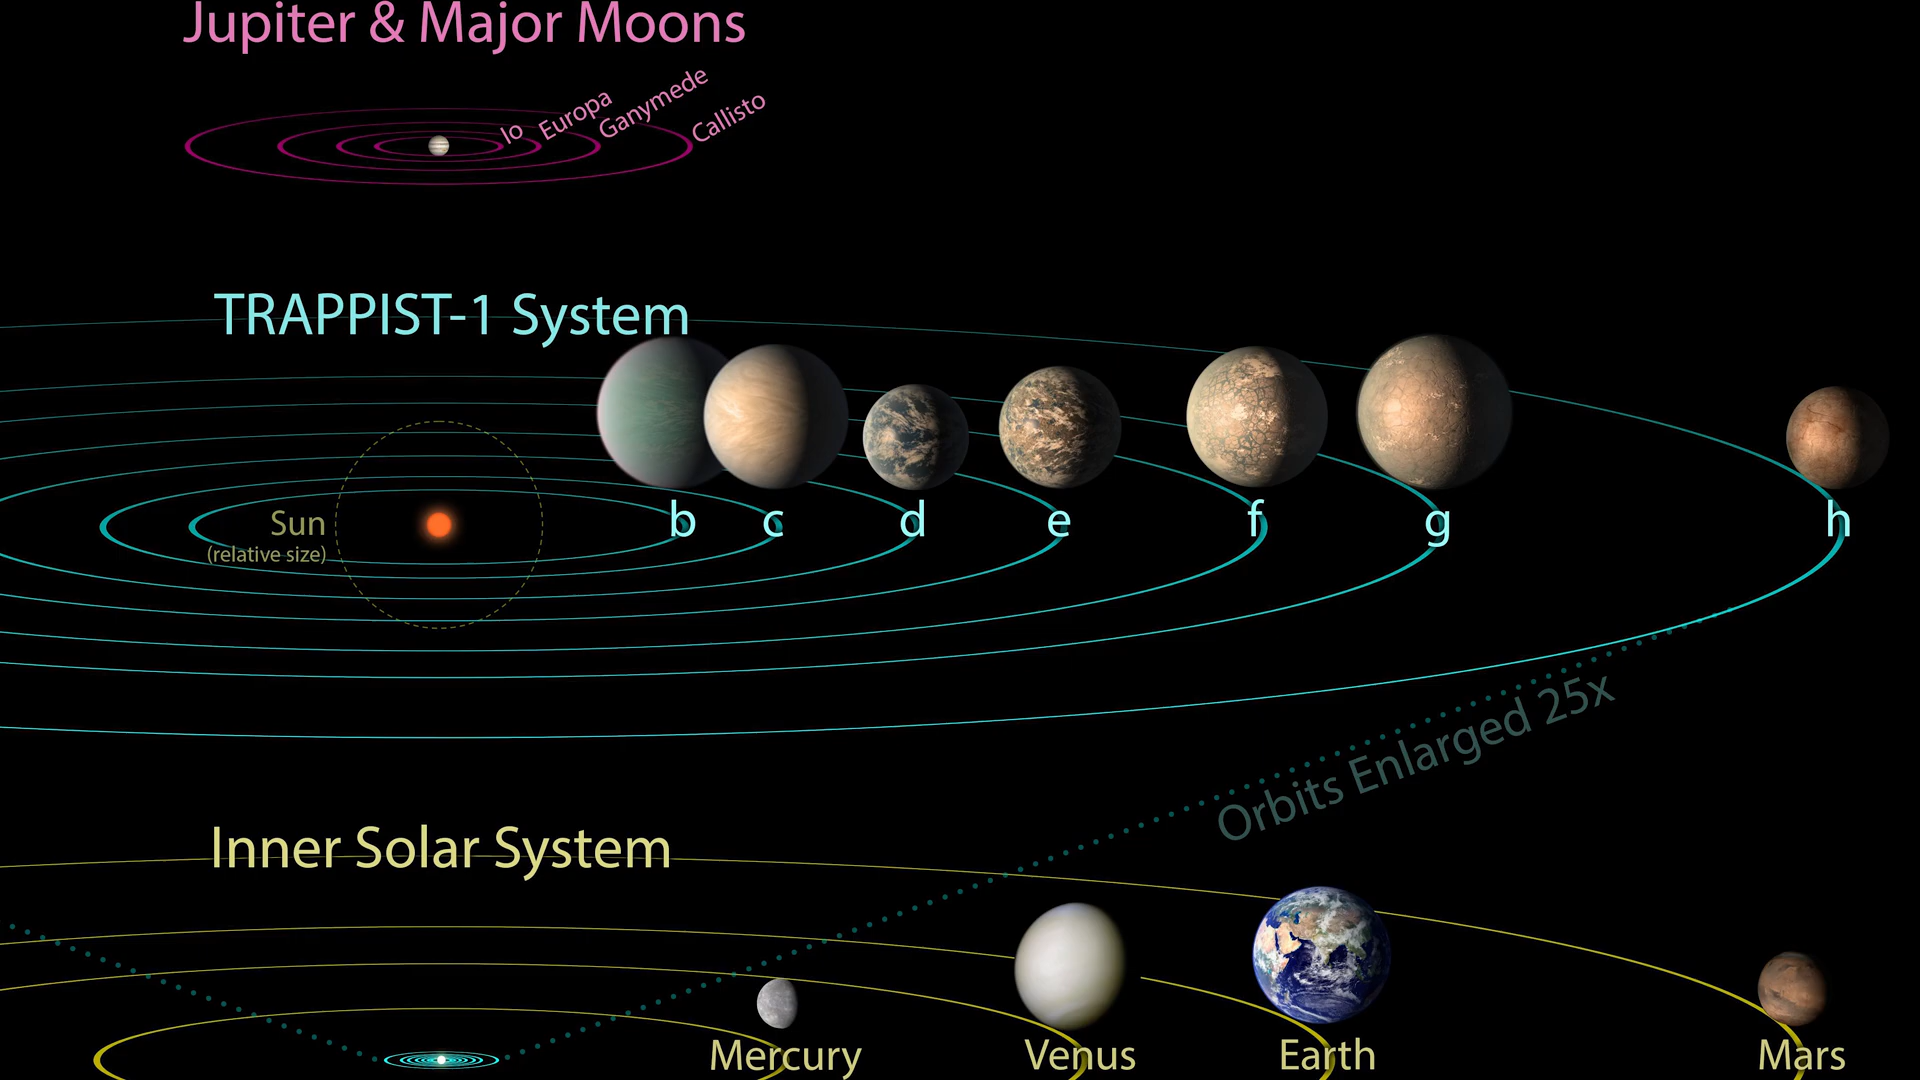 Jupiter & Major Moons
Io
Europa
Ganymede
Callisto
TRAPPIST-1 System
Sun
(relative size)
b
c
d
e
f
g
h
Orbits Enlarged 25x
Inner Solar System
Mercury
Venus
Earth
Mars